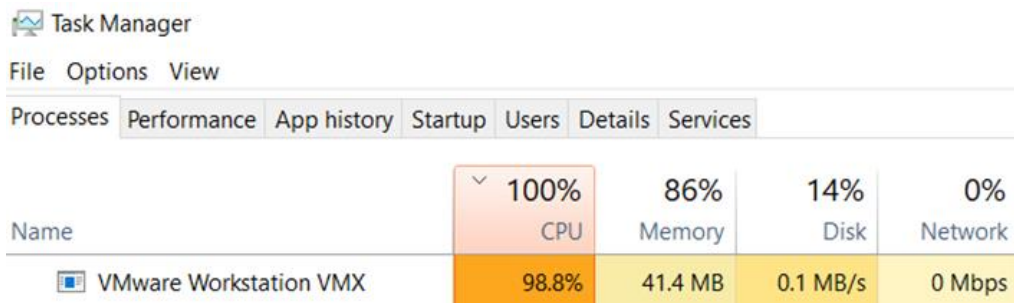 Task Manager
File Options View
Processes Performance App history Startup Users Details Services
100% 86% 14% 0%
Name CPU Memory Disk Network
VMware Workstation VMX 98.8% 41.4 MB 0.1 MB/s 0 Mbps